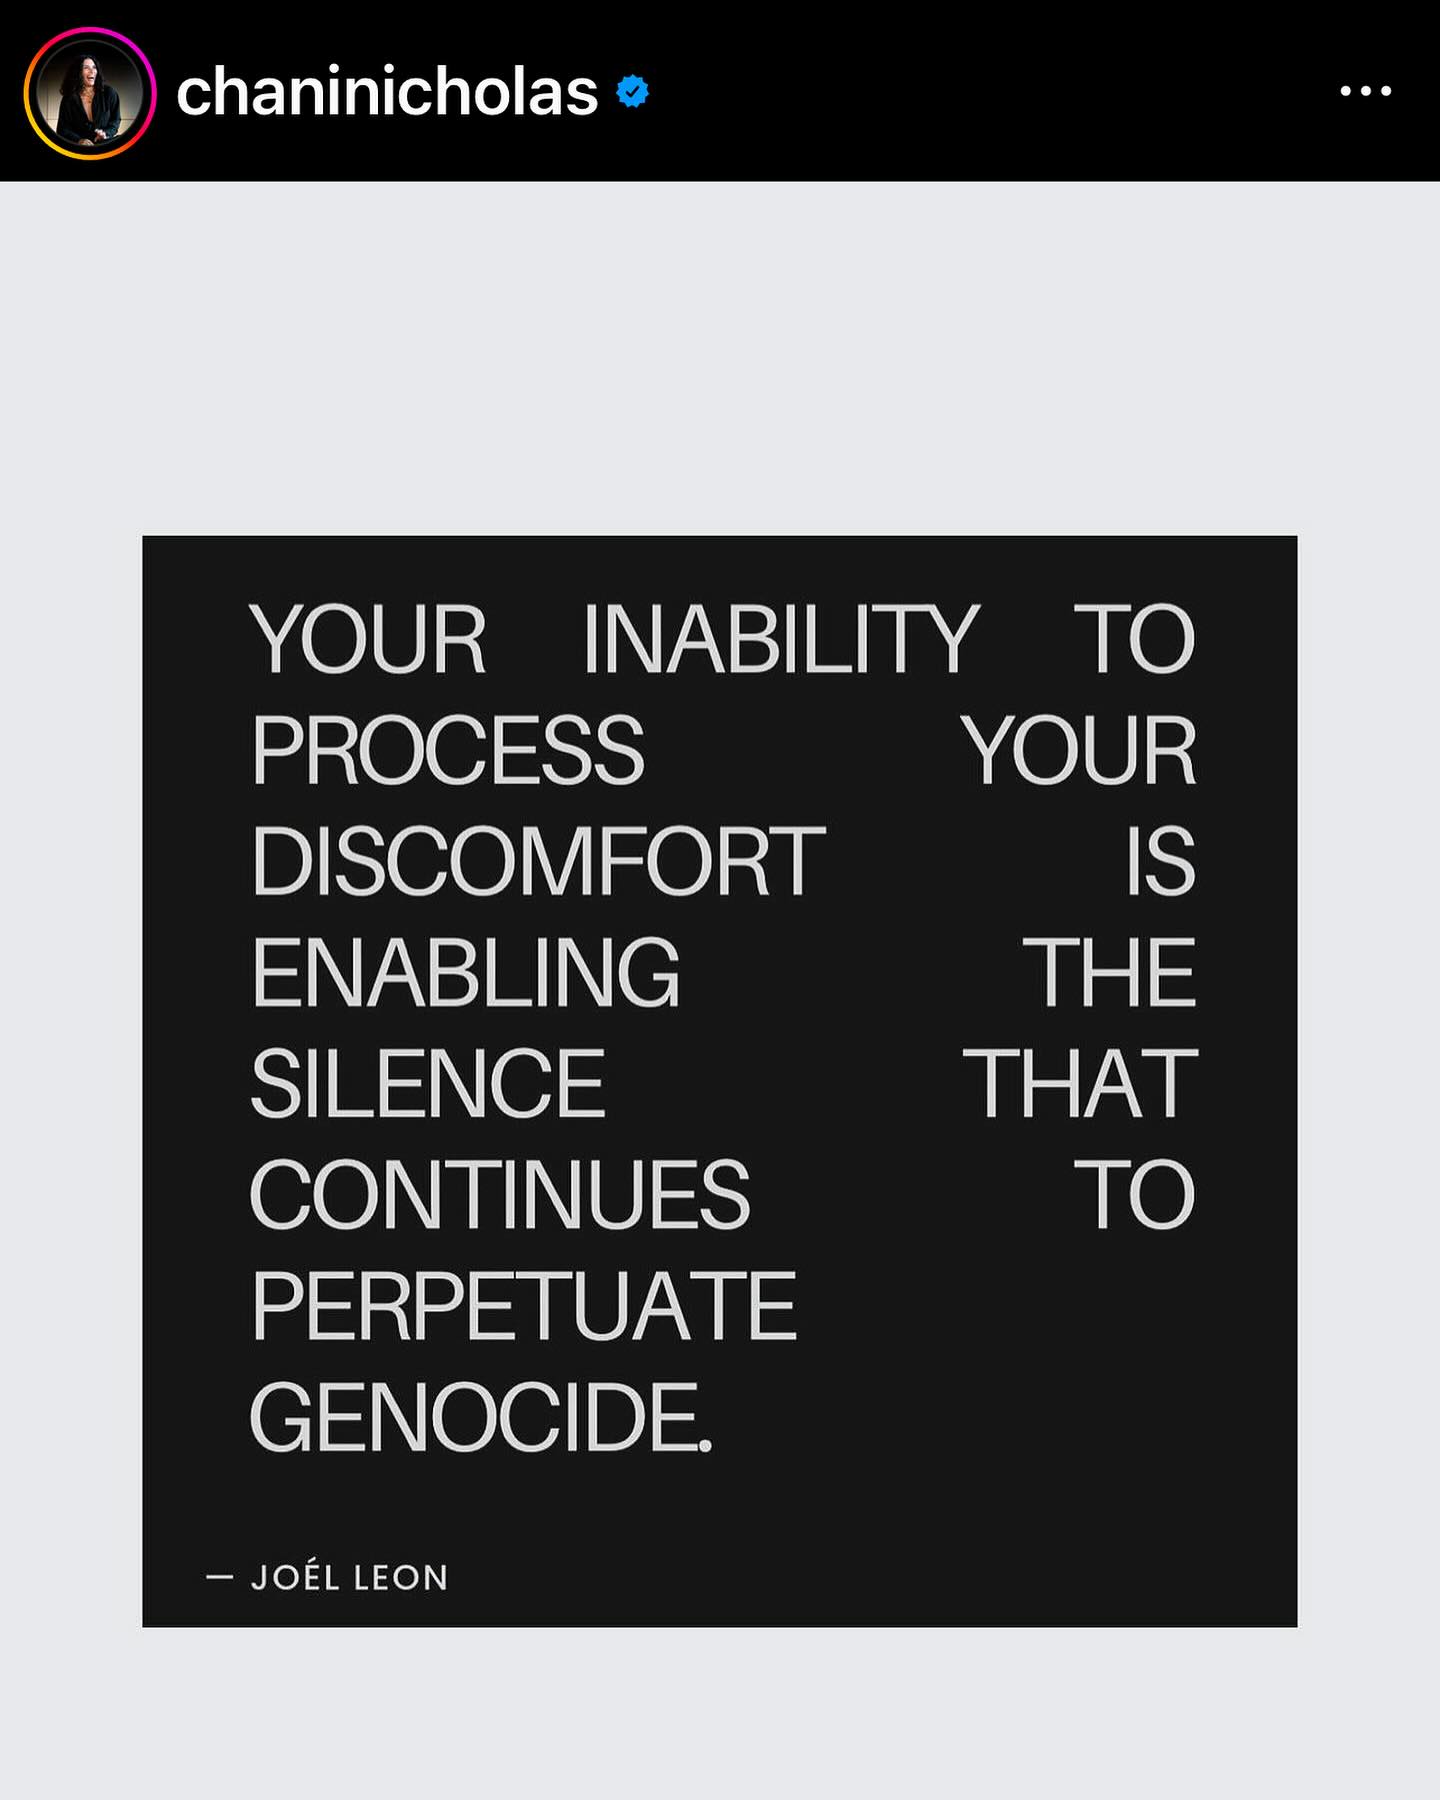 chaninicholas
YOUR INABILITY TO
PROCESS YOUR
DISCOMFORT IS
ENABLING THE
SILENCE THAT
CONTINUES TO
PERPETUATE
GENOCIDE.
— JOÉL LEON